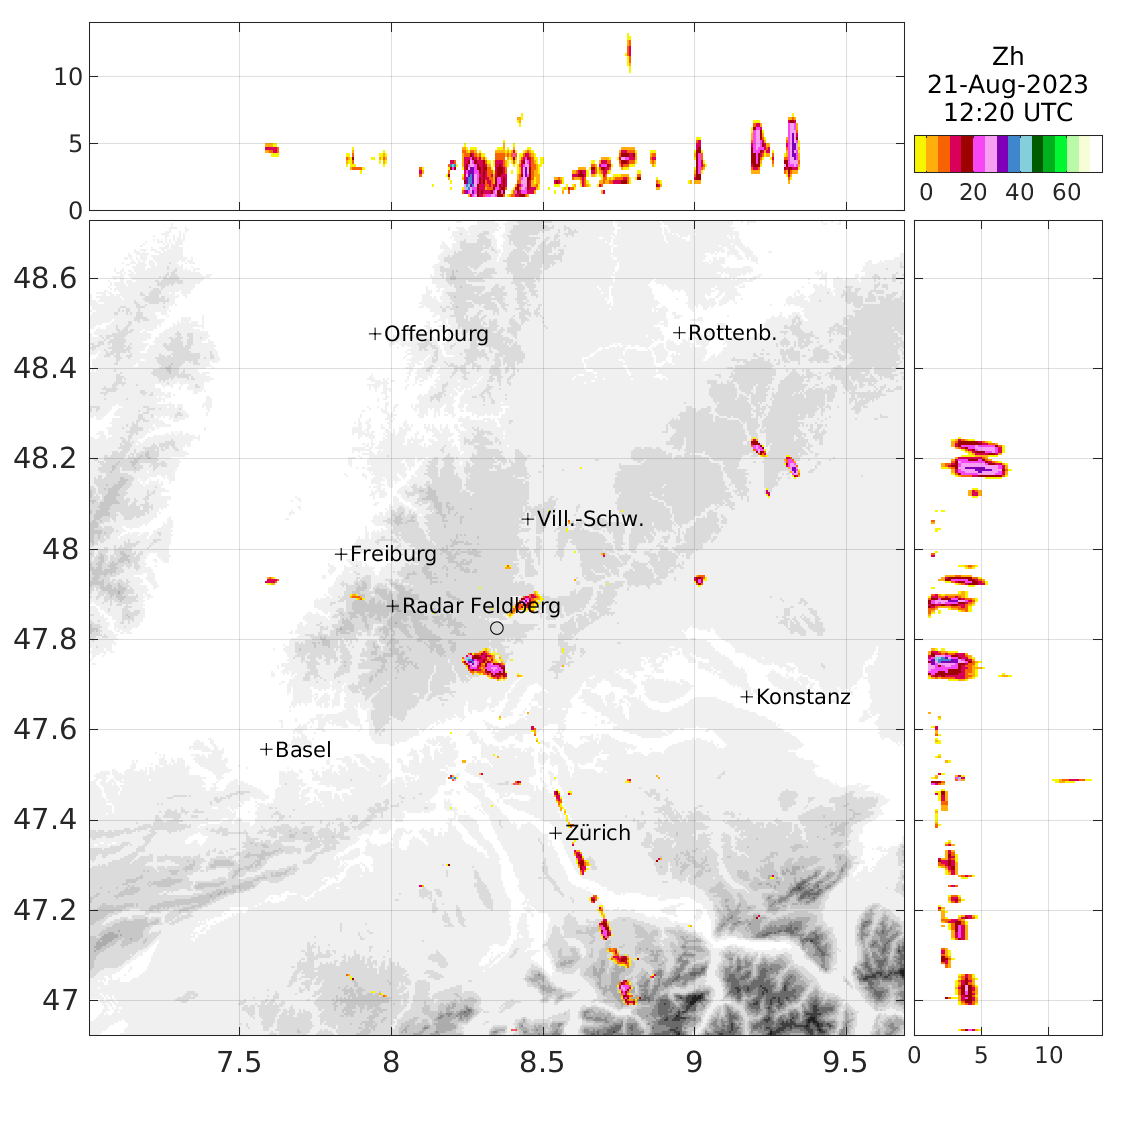 10
5
0
Zh
21-Aug-2023
12:20 UTC
0 20 40 60
48.6
48.4
48.2
48
47.8
47.6
47.4
47.2
47
+Offenburg
+Rottenb.
+Vill.-Schw.
+Freiburg
+Radar Feldberg
+Konstanz
+Basel
+Zürich
7.5 8 8.5 9 9.5
0 5 10